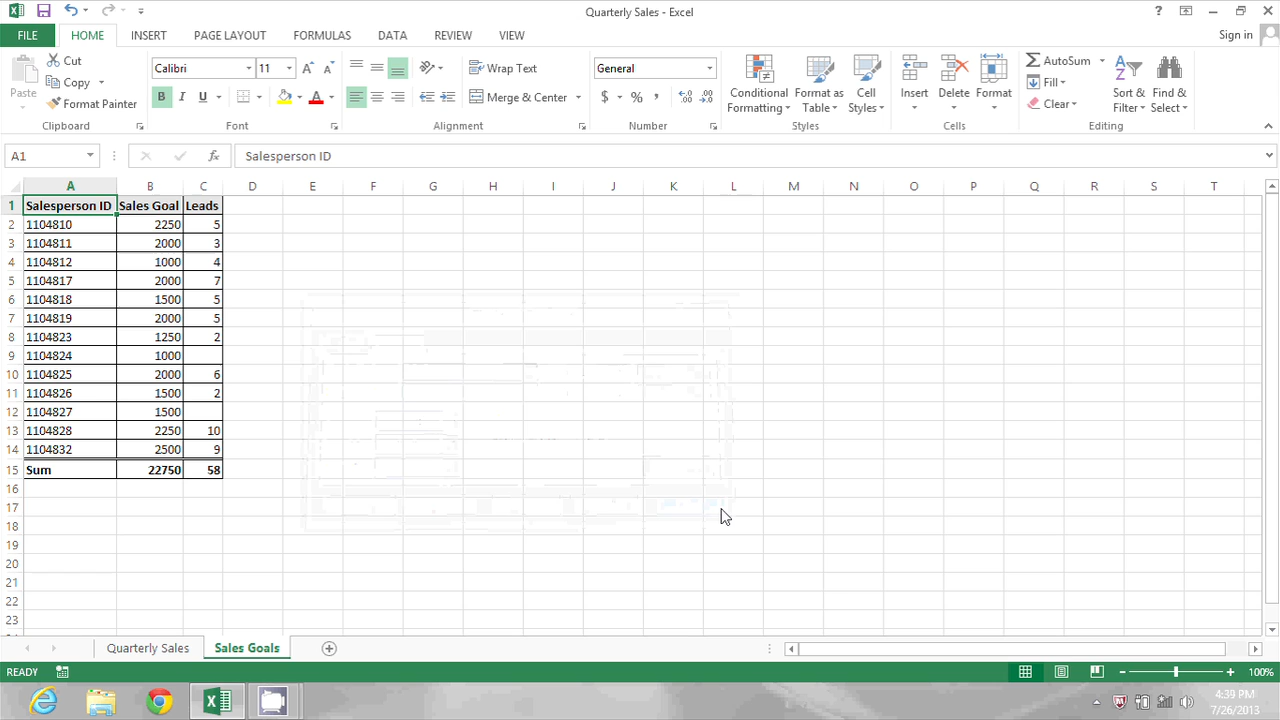 Quarterly Sales - Excel
Sign in
FILE HOME INSERT PAGE LAYOUT FORMULAS DATA REVIEW VIEW
Paste
Cut
Copy
Format Painter
Clipboard
Calibri 11
B I U
Font
Wrap Text
Merge & Center
Alignment
General
$ % ,
Number
Conditional Formatting
Format as Table
Cell Styles
Styles
Insert Delete Format
Cells
AutoSum
Fill
Clear
Sort & Filter
Find & Select
Editing
A1 fx Salesperson ID
A B C D E F G H I J K L M N O P Q R S T
1 Salesperson ID Sales Goal Leads
2 1104810 2250 5
3 1104811 2000 3
4 1104812 1000 4
5 1104817 2000 7
6 1104818 1500 5
7 1104819 2000 5
8 1104823 1250 2
9 1104824 1000
10 1104825 2000 6
11 1104826 1500 2
12 1104827 1500
13 1104828 2250 10
14 1104832 2500 9
15 Sum 22750 58
16
17
18
19
20
21
22
23
Quarterly Sales Sales Goals
READY 100%
4:39 PM
7/26/2013